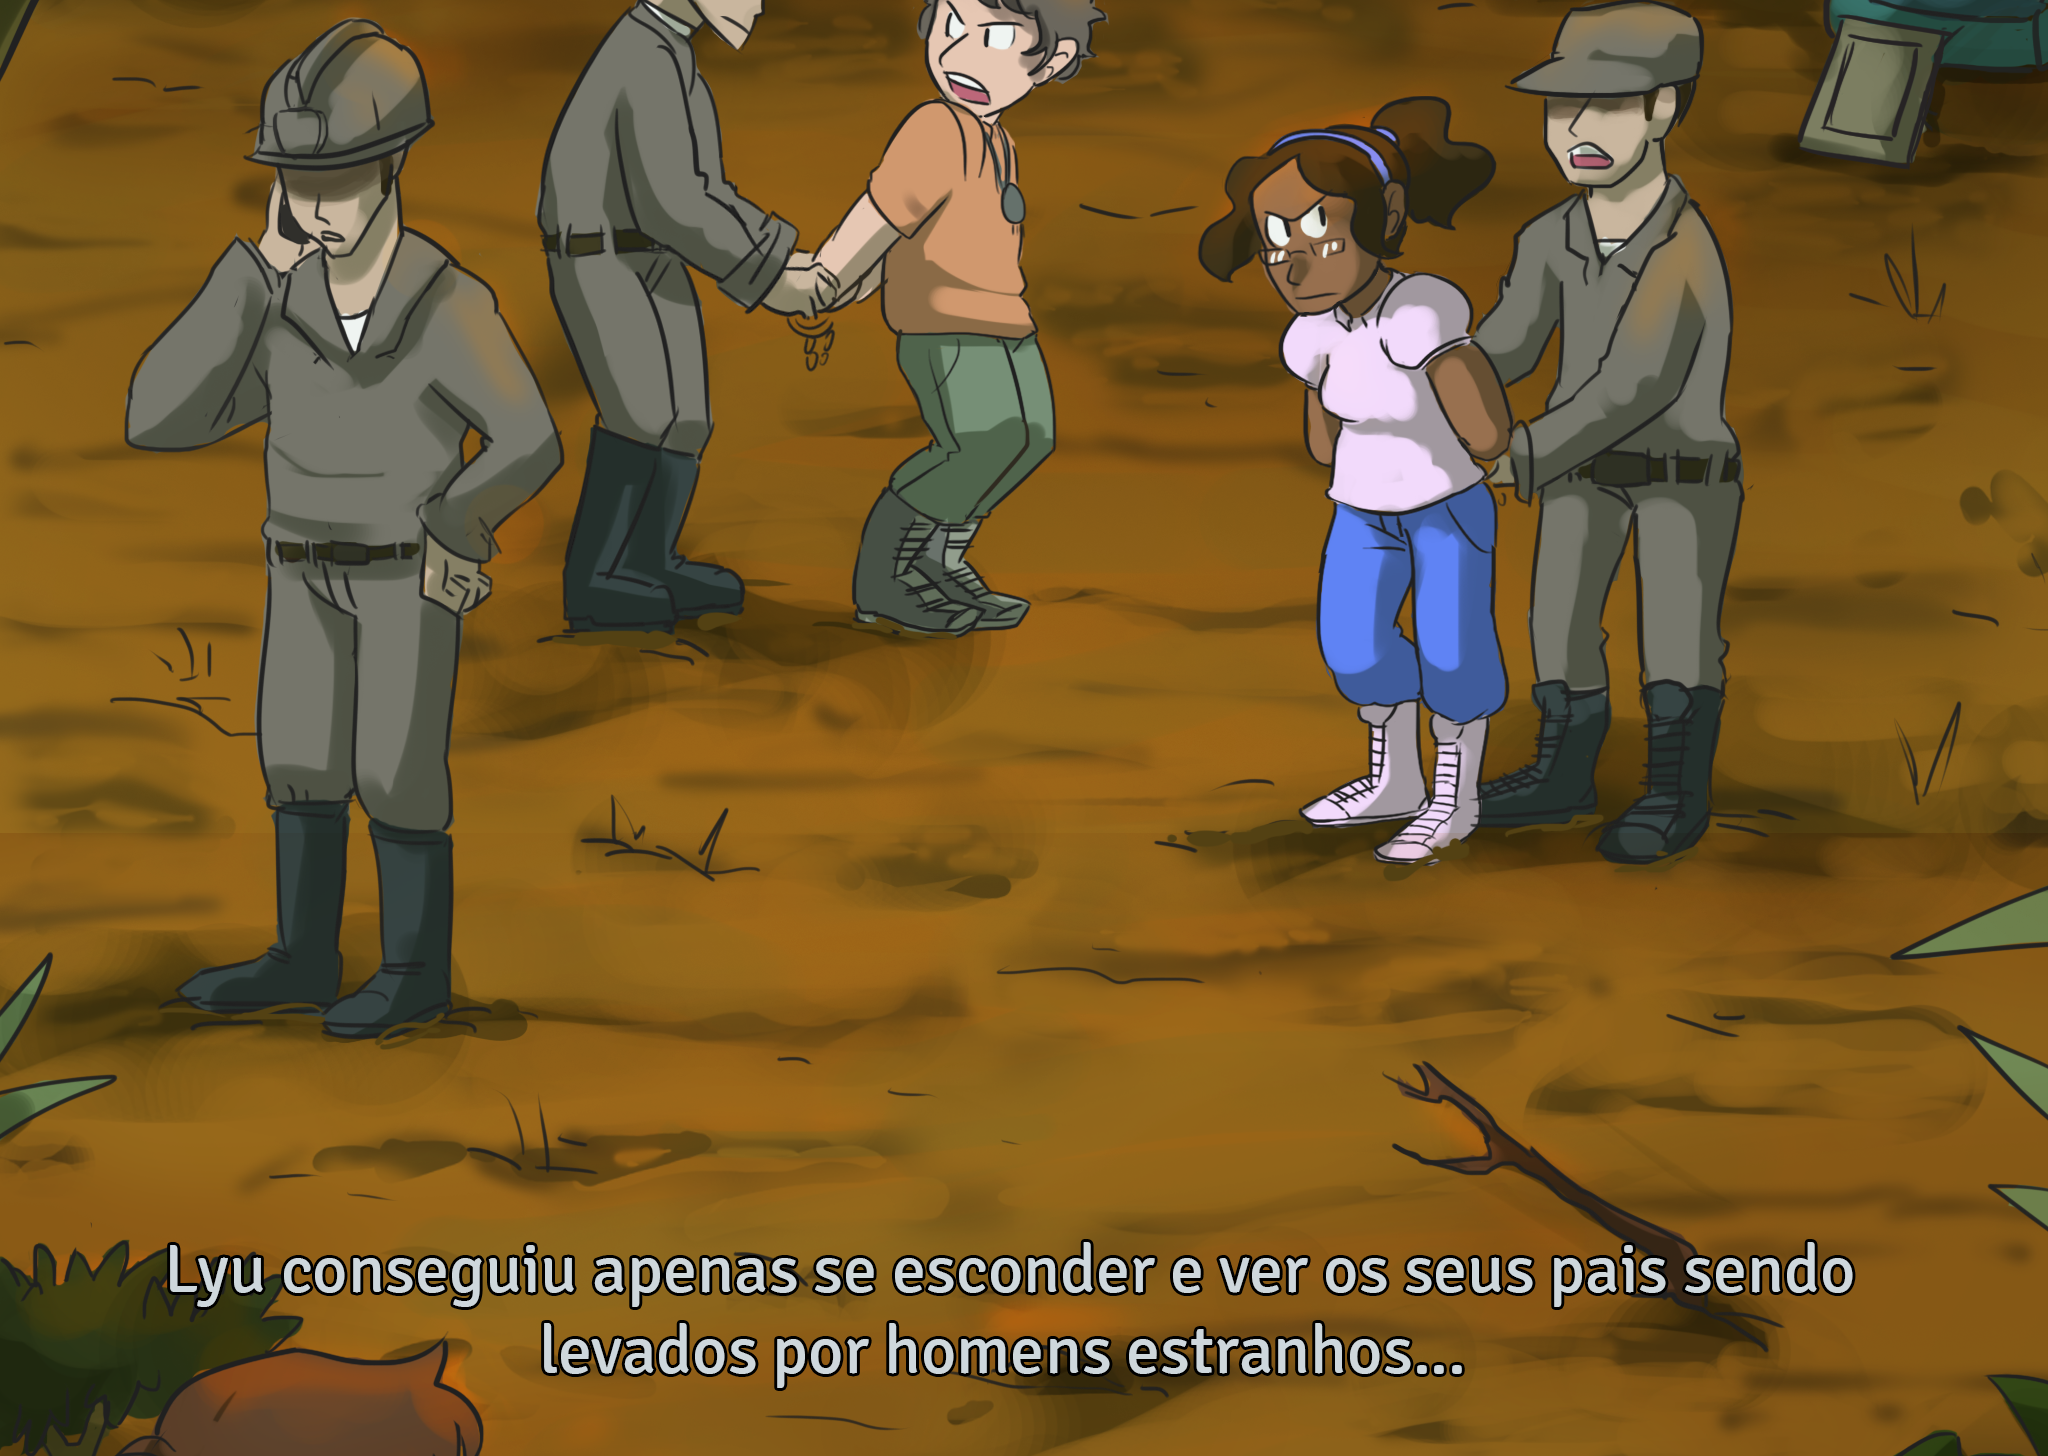 Lyu conseguiu apenas se esconder e ver os seus pais sendo
levados por homens estranhos...